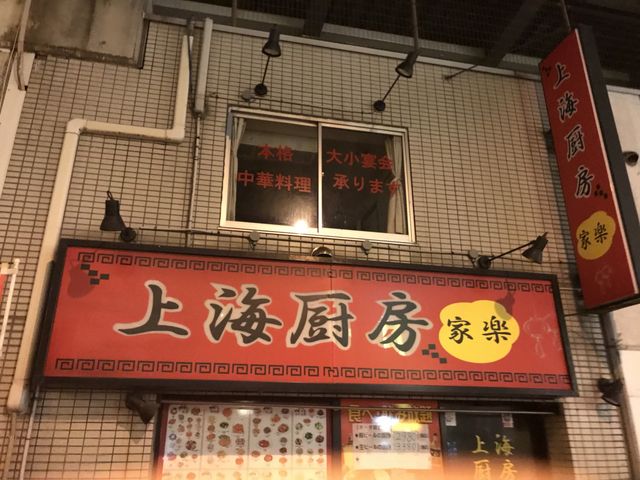 本格 大小宴会
中華料理 承ります
上海厨房
家楽
上海厨房 家楽
上海
厨房